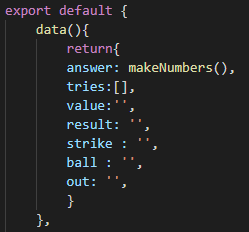 export default {
    data(){
        return{
        answer: makeNumbers(),
        tries:[],
        value:'',
        result: '',
        strike : '',
        ball : '',
        out: '',
        }
    },